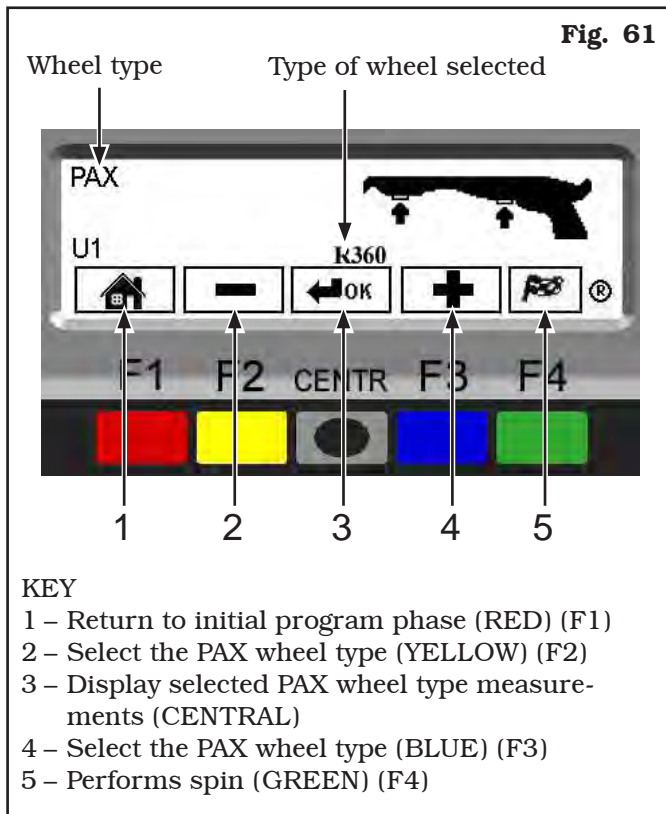 Fig. 61
Wheel type Type of wheel selected
PAX
U1
R360
OK
®
F1 F2 CENTR F3 F4
1 2 3 4 5
KEY
1 – Return to initial program phase (RED) (F1)
2 – Select the PAX wheel type (YELLOW) (F2)
3 – Display selected PAX wheel type measure-
ments (CENTRAL)
4 – Select the PAX wheel type (BLUE) (F3)
5 – Performs spin (GREEN) (F4)